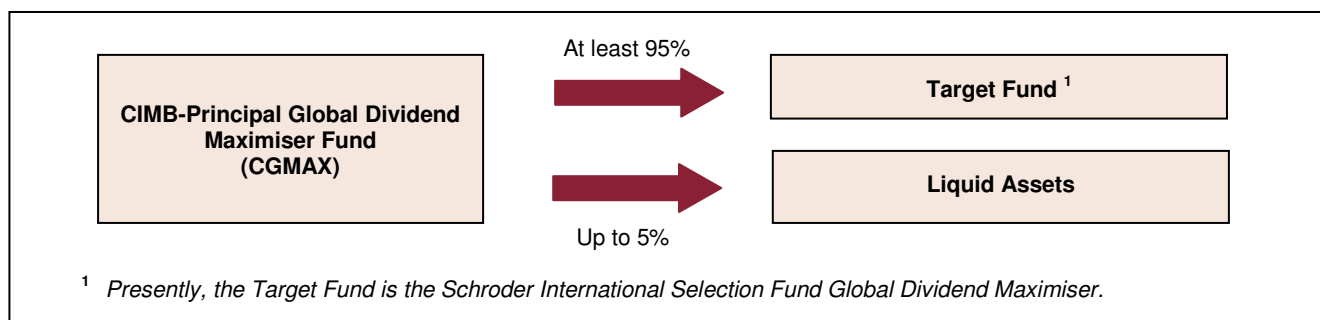 At least 95%
CIMB-Principal Global Dividend
Maximiser Fund
(CGMAX)
Target Fund 1
Liquid Assets
Up to 5%
1 Presently, the Target Fund is the Schroder International Selection Fund Global Dividend Maximiser.